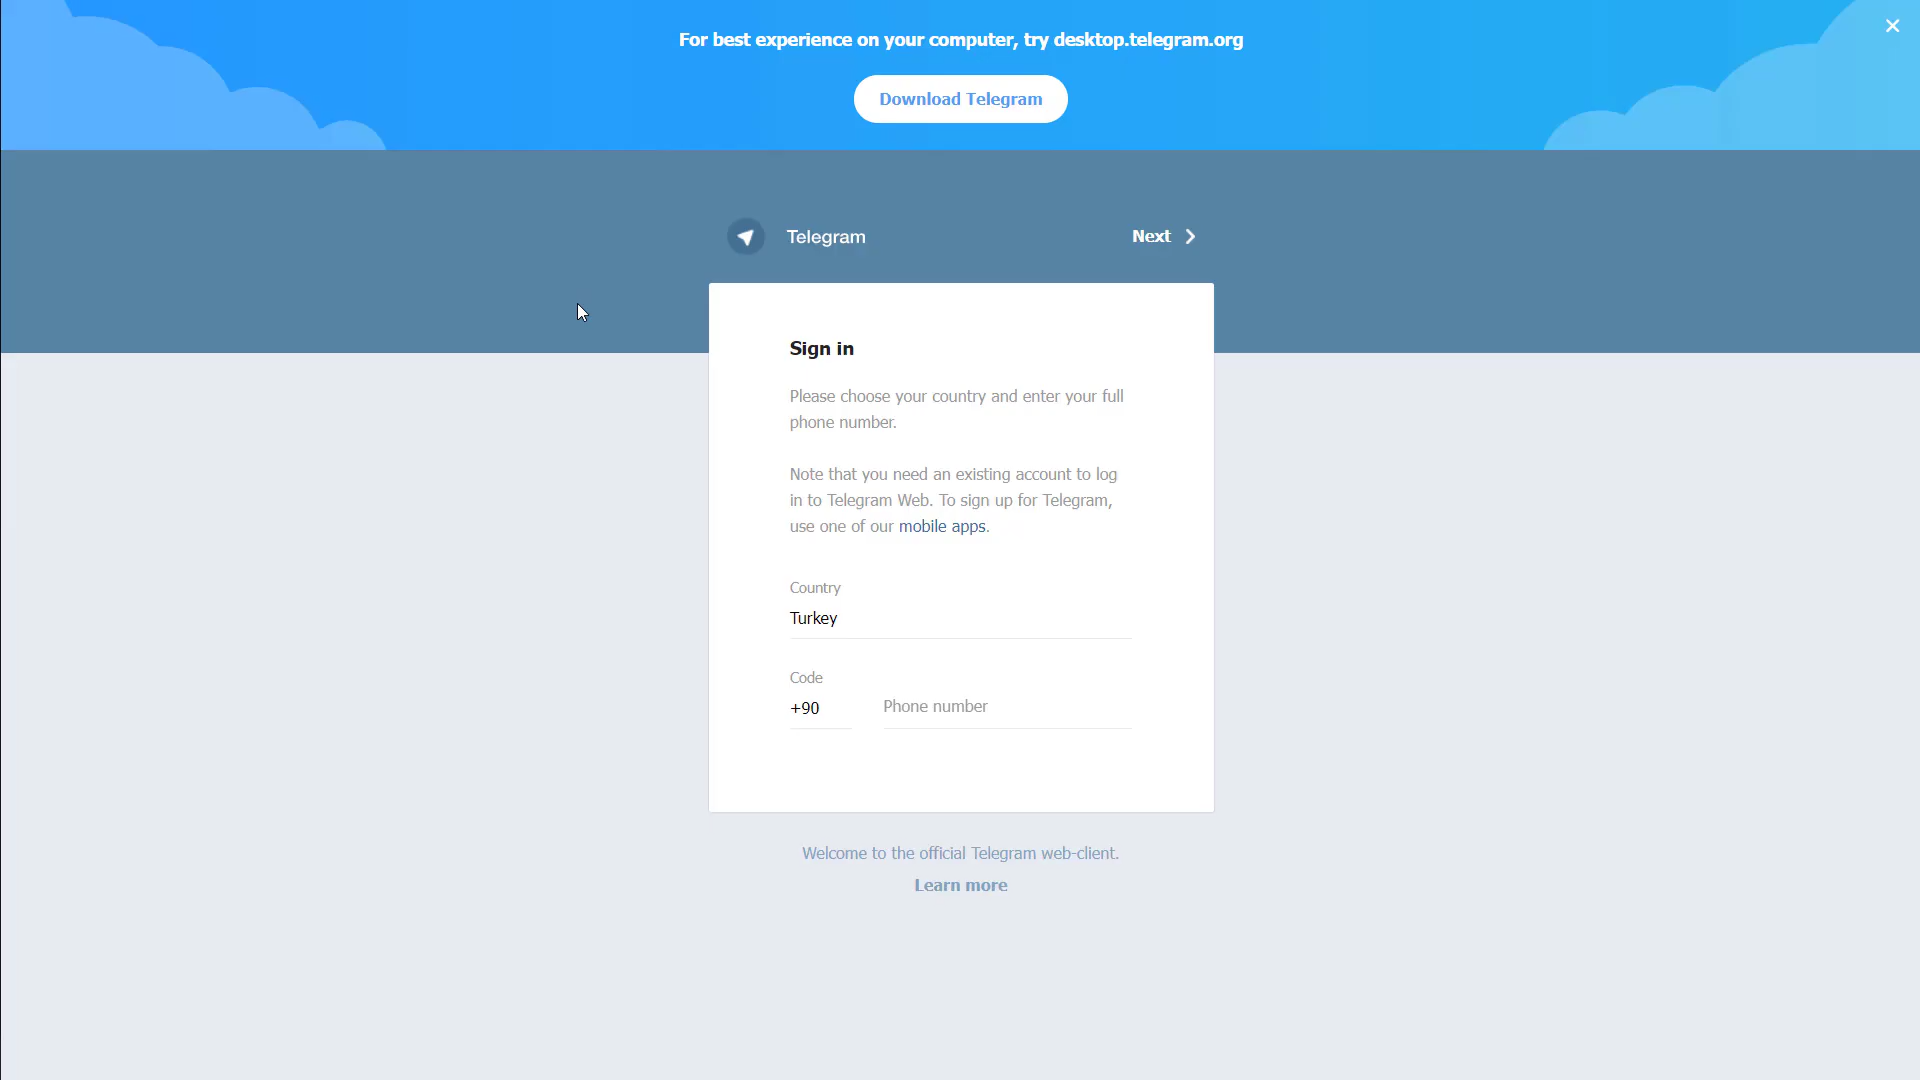 For best experience on your computer, try desktop.telegram.org
Download Telegram
Telegram
Next
Sign in
Please choose your country and enter your full
phone number.
Note that you need an existing account to log
in to Telegram Web. To sign up for Telegram,
use one of our mobile apps.
Country
Turkey
Code
+90
Phone number
Welcome to the official Telegram web-client.
Learn more